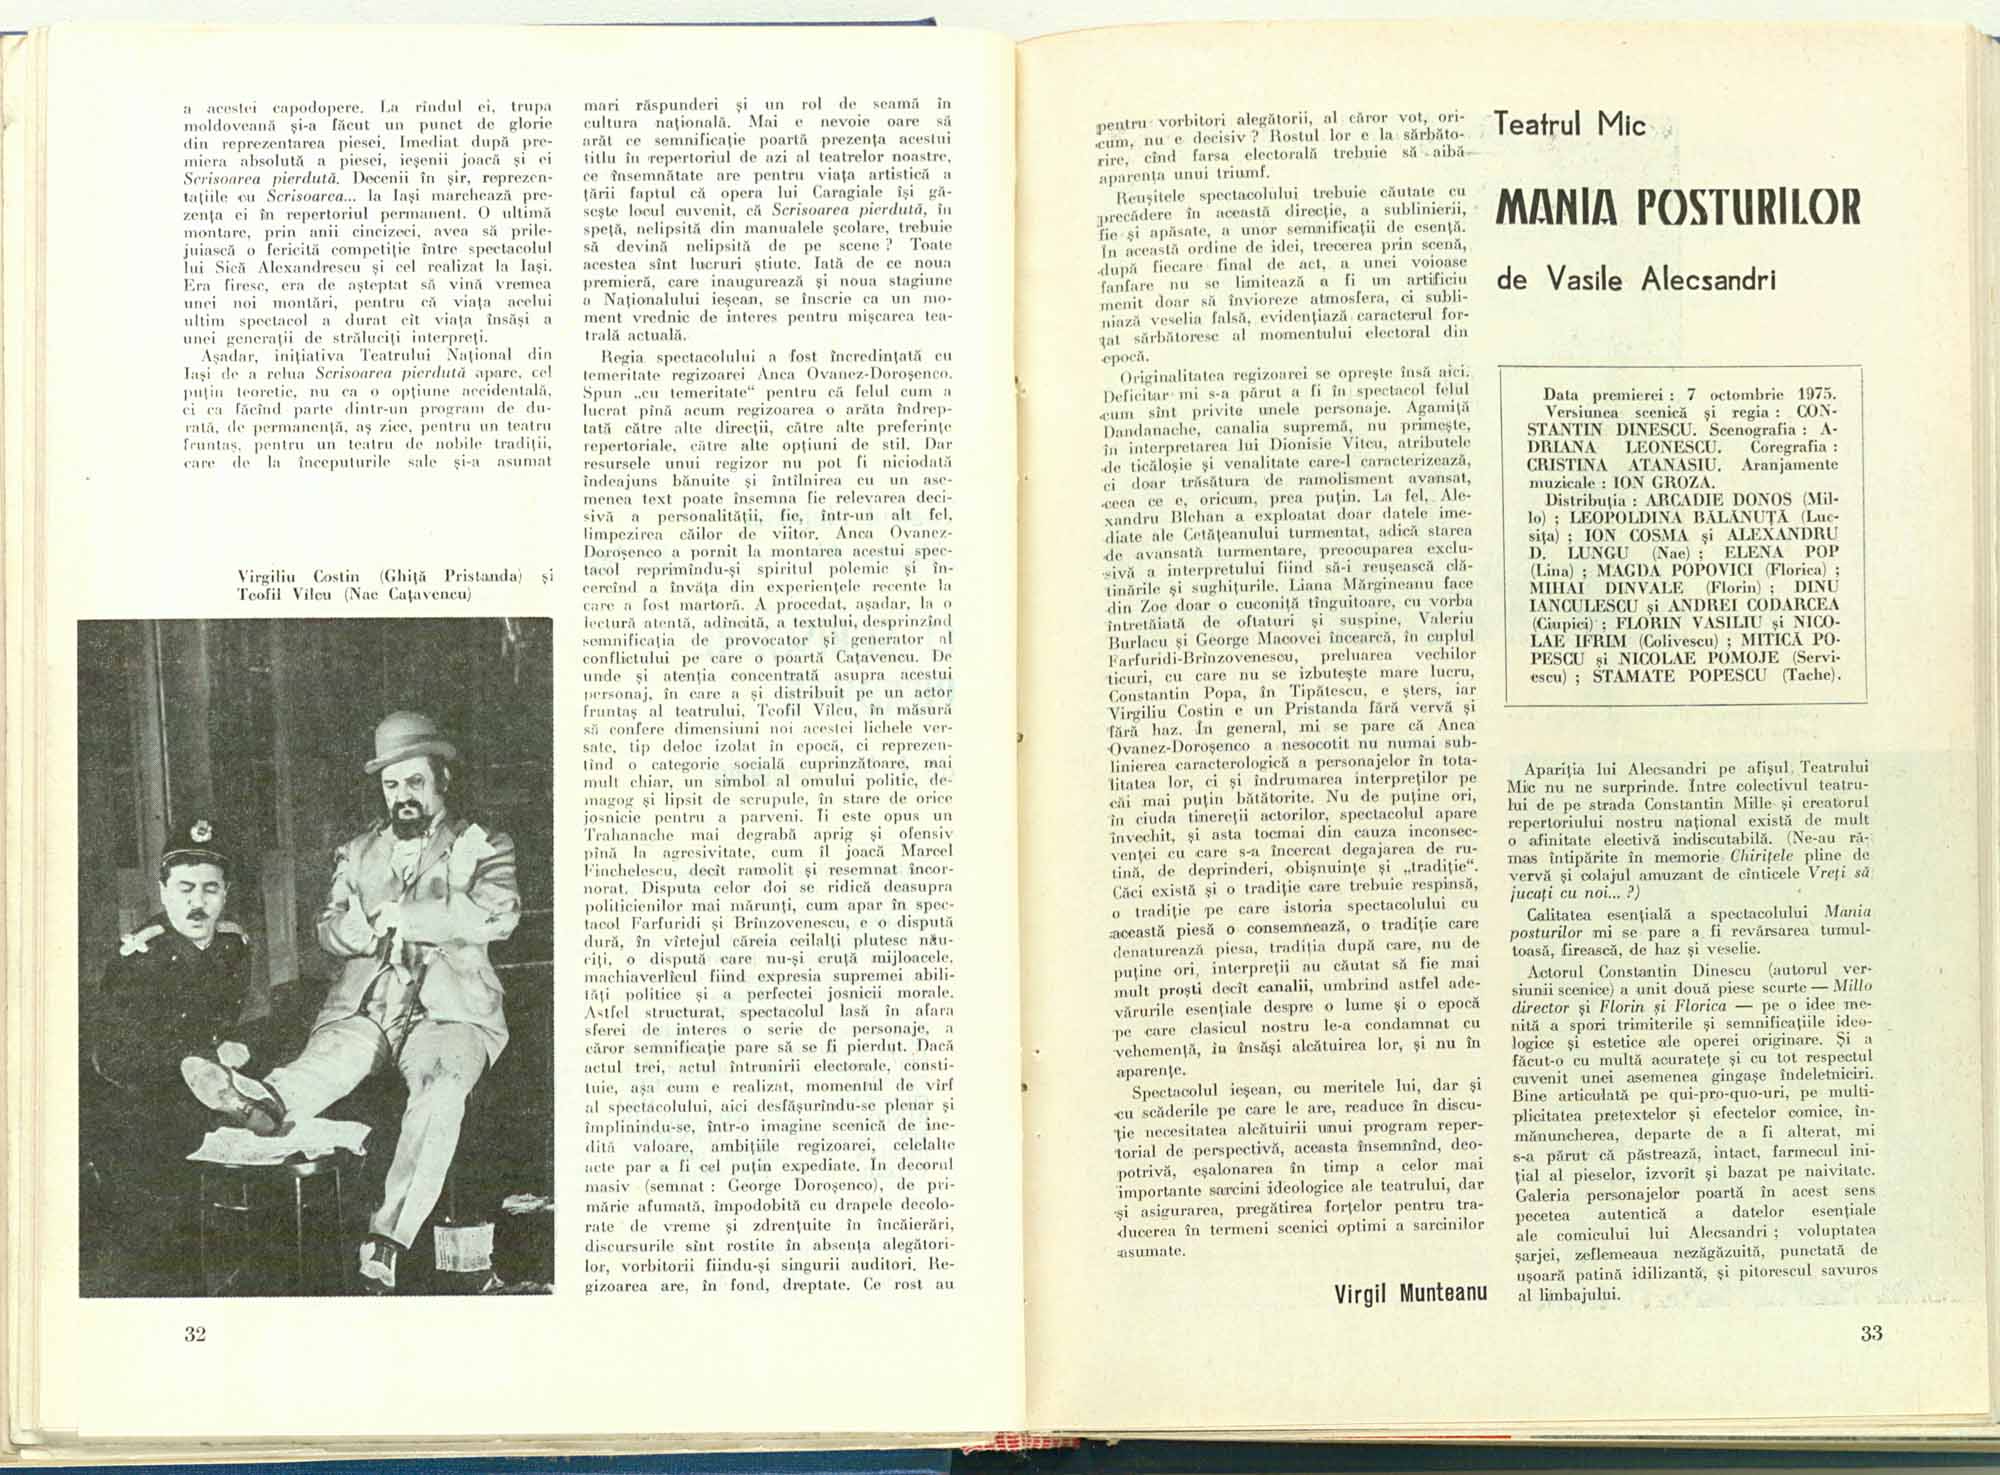 a acestei capodopere. La rîndul ei, trupa
moldoveană şi-a făcut un punct de glorie
din reprezentarea piesei. Imediat după pre-
miera absolută a piesei, ieşenii joacă şi ei
Scrisoarea pierdută. Decenii în şir, reprezen-
taţiile cu Scrisoarea... la Iaşi marchează pre-
zenţa ei în repertoriul permanent. O ultimă
montare, prin anii cincizeci, avea să prile-
juiască o fericită competiţie între spectacolul
lui Sică Alexandrescu şi cel realizat la Iaşi.
Era firesc, era de aşteptat să vină vremea
unei noi montări, pentru că viaţa acelui
ultim spectacol a durat cît viaţa însăşi a
unei generaţii de străluciţi interpreţi.
Aşadar, iniţiativa Teatrului Naţional din
Iaşi de a relua Scrisoarea pierdută apare, cel
puţin teoretic, nu ca o opţiune accidentală,
ci ca făcînd parte dintr-un program de du-
rată, de permanenţă, aş zice, pentru un teatru
fruntaş, pentru un teatru de nobile tradiţii,
care de la începuturile sale şi-a asumat
Virgiliu Costin (Ghiţă Pristanda) şi
Teofil Vîlcu (Nae Caţavencu)
32
mari răspunderi şi un rol de seamă în
cultura naţională. Mai e nevoie oare să
arăt ce semnificaţie poartă prezenţa acestui
titlu în repertoriul de azi al teatrelor noastre,
ce însemnătate are pentru viaţa artistică a
ţării faptul că opera lui Caragiale îşi gă-
seşte locul cuvenit, că Scrisoarea pierdută, în
speţă, nelipsită din manualele şcolare, trebuie
să devină nelipsită de pe scene ? Toate
acestea sînt lucruri ştiute. Iată de ce noua
premieră, care inaugurează şi noua stagiune
a Naţionalului ieşean, se înscrie ca un mo-
ment vrednic de interes pentru mişcarea tea-
trală actuală.
Regia spectacolului a fost încredinţată cu
temeritate regizoarei Anca Ovanez-Doroşenco.
Spun „cu temeritate“ pentru că felul cum a
lucrat pînă acum regizoarea o arăta îndrep-
tată către alte direcţii, către alte preferinţe
repertoriale, către alte opţiuni de stil. Dar
resursele unui regizor nu pot fi niciodată
îndeajuns bănuite şi întîlnirea cu un ase-
menea text poate însemna fie relevarea deci-
sivă a personalităţii, fie, într-un alt fel,
limpezirea căilor de viitor. Anca Ovanez-
Doroşenco a pornit la montarea acestui spec-
tacol reprimîndu-şi spiritul polemic şi în-
cercînd a învăţa din experienţele recente la
care a fost martoră. A procedat, aşadar, la o
lectură atentă, adîncită, a textului, desprinzînd
semnificaţia de provocator şi generator al
conflictului pe care o poartă Caţavencu. De
unde şi atenţia concentrată asupra acestui
personaj, în care a şi distribuit pe un actor
fruntaş al teatrului, Teofil Vîlcu, în măsură
să confere dimensiuni noi acestei lichele ver-
sate, tip deloc izolat în epocă, ci reprezen-
tînd o categorie socială cuprinzătoare, mai
mult chiar, un simbol al omului politic, de-
magog şi lipsit de scrupule, în stare de orice
josnicie pentru a parveni. Îi este opus un
Trahanache mai degrabă aprig şi ofensiv
pînă la agresivitate, cum îl joacă Marcel
Finchelescu, decît ramolit şi resemnat încor-
norat. Disputa celor doi se ridică deasupra
politicienilor mai mărunţi, cum apar în spec-
tacol Farfuridi şi Brînzovenescu, e o dispută
dură, în vîrtejul căreia ceilalţi plutesc nău-
ciţi, o dispută care nu-şi cruţă mijloacele,
machiaverlîcul fiind expresia supremei abili-
tăţi politice şi a perfectei josnicii morale.
Astfel structurat, spectacolul lasă în afara
sferei de interes o serie de personaje, a
căror semnificaţie pare să se fi pierdut. Dacă
actul trei, actul întrunirii electorale, consti-
tuie, aşa cum e realizat, momentul de vîrf
al spectacolului, aici desfăşurîndu-se plenar şi
împlinindu-se, într-o imagine scenică de ine-
dită valoare, ambiţiile regizoarei, celelalte
acte par a fi cel puţin expediate. În decorul
masiv (semnat : George Doroşenco), de pri-
mărie afumată, împodobită cu drapele decolo-
rate de vreme şi zdrenţuite în încăierări,
discursurile sînt rostite în absenţa alegători-
lor, vorbitorii fiindu-şi singurii auditori. Re-
gizoarea are, în fond, dreptate. Ce rost au
pentru vorbitori alegătorii, al căror vot, ori-
cum, nu e decisiv ? Rostul lor e la sărbăto-
rire, cînd farsa electorală trebuie să aibă
aparenţa unui triumf.
Reuşitele spectacolului trebuie căutate cu
precădere în această direcţie, a sublinierii,
fie şi apăsate, a unor semnificaţii de esenţă.
În această ordine de idei, trecerea prin scenă,
după fiecare final de act, a unei voioase
fanfare nu se limitează a fi un artificiu
menit doar să învioreze atmosfera, ci subli-
niază veselia falsă, evidenţiază caracterul for-
ţat sărbătoresc al momentului electoral din
epocă.
Originalitatea regizoarei se opreşte însă aici.
Deficitar mi s-a părut a fi în spectacol felul
cum sînt privite unele personaje. Agamiţă
Dandanache, canalia supremă, nu primeşte,
în interpretarea lui Dionisie Vitcu, atributele
de ticăloşie şi venalitate care-l caracterizează,
ci doar trăsătura de ramolisment avansat,
ceea ce e, oricum, prea puţin. La fel, Ale-
xandru Blehan a exploatat doar datele ime-
diate ale Cetăţeanului turmentat, adică starea
de avansată turmentare, preocuparea exclu-
sivă a interpretului fiind să-i reuşească clă-
tinările şi sughiţurile. Liana Mărgineanu face
din Zoe doar o cuconiţă tînguitoare, cu vorba
întretăiată de oftaturi şi suspine, Valeriu
Burlacu şi George Macovei încearcă, în cuplul
Farfuridi-Brînzovenescu, preluarea vechilor
ticuri, cu care nu se izbuteşte mare lucru,
Constantin Popa, în Tipătescu, e şters, iar
Virgiliu Costin e un Pristanda fără vervă şi
fără haz. În general, mi se pare că Anca
Ovanez-Doroşenco a nesocotit nu numai sub-
linierea caracterologică a personajelor în tota-
litatea lor, ci şi îndrumarea interpreţilor pe
căi mai puţin bătătorite. Nu de puţine ori,
în ciuda tinereţii actorilor, spectacolul apare
învechit, şi asta tocmai din cauza inconsec-
venţei cu care s-a încercat degajarea de ru-
tină, de deprinderi, obişnuinţe şi „tradiţie“.
Căci există şi o tradiţie care trebuie respinsă,
o tradiţie pe care istoria spectacolului cu
această piesă o consemnează, o tradiţie care
denaturează piesa, tradiţia după care, nu de
puţine ori, interpreţii au căutat să fie mai
mult proşti decît canalii, umbrind astfel ade-
vărurile esenţiale despre o lume şi o epocă
pe care clasicul nostru le-a condamnat cu
vehemenţă, în însăşi alcătuirea lor, şi nu în
aparenţe.
Spectacolul ieşean, cu meritele lui, dar şi
cu scăderile pe care le are, readuce în discu-
ţie necesitatea alcătuirii unui program reper-
torial de perspectivă, aceasta însemnînd, deo-
potrivă, eşalonarea în timp a celor mai
importante sarcini ideologice ale teatrului, dar
şi asigurarea, pregătirea forţelor pentru tra-
ducerea în termeni scenici optimi a sarcinilor
asumate.
Virgil Munteanu
Teatrul Mic
MANIA POSTURILOR
de Vasile Alecsandri
Data premierei : 7 octombrie 1975.
Versiunea scenică şi regia : CON-
STANTIN DINESCU. Scenografia : A-
DRIANA LEONESCU. Coregrafia :
CRISTINA ATANASIU. Aranjamente
muzicale : ION GROZA.
Distribuţia : ARCADIE DONOS (Mil-
lo) ; LEOPOLDINA BĂLĂNUŢĂ (Luc-
siţa) ; ION COSMA şi ALEXANDRU
D. LUNGU (Nae) ; ELENA POP
(Lina) ; MAGDA POPOVICI (Florica) ;
MIHAI DINVALE (Florin) ; DINU
IANCULESCU şi ANDREI CODARCEA
(Ciupici) ; FLORIN VASILIU şi NICO-
LAE IFRIM (Colivescu) ; MITICĂ PO-
PESCU şi NICOLAE POMOJE (Servi-
escu) ; STAMATE POPESCU (Tache).
Apariţia lui Alecsandri pe afişul Teatrului
Mic nu ne surprinde. Între colectivul teatru-
lui de pe strada Constantin Mille şi creatorul
repertoriului nostru naţional există de mult
o afinitate electivă indiscutabilă. (Ne-au ră-
mas întipărite în memorie Chiriţele pline de
vervă şi colajul amuzant de cînticele Vreţi să
jucaţi cu noi... ?)
Calitatea esenţială a spectacolului Mania
posturilor mi se pare a fi revărsarea tumul-
toasă, firească, de haz şi veselie.
Actorul Constantin Dinescu (autorul ver-
siunii scenice) a unit două piese scurte — Millo
director şi Florin şi Florica — pe o idee me-
nită a spori trimiterile şi semnificaţiile ideo-
logice şi estetice ale operei originare. Şi a
făcut-o cu multă acurateţe şi cu tot respectul
cuvenit unei asemenea gingaşe îndeletniciri.
Bine articulată pe qui-pro-quo-uri, pe multi-
plicitatea pretextelor şi efectelor comice, în-
mănuncherea, departe de a fi alterat, mi
s-a părut că păstrează, intact, farmecul ini-
ţial al pieselor, izvorît şi bazat pe naivitate.
Galeria personajelor poartă în acest sens
pecetea autentică a datelor esenţiale
ale comicului lui Alecsandri ; voluptatea
şarjei, zeflemeaua nezăgăzuită, punctată de
uşoară patină idilizantă, şi pitorescul savuros
al limbajului.
33